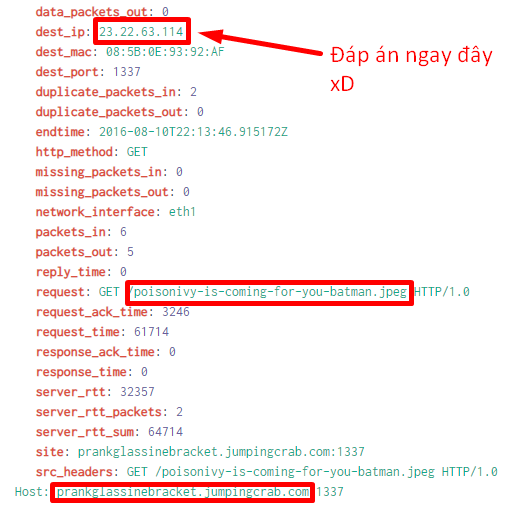 data_packets_out: 0
dest_ip: 23.22.63.114
dest_mac: 08:5B:0E:93:92:AF
Đáp án ngay đây
xD
dest_port: 1337
duplicate_packets_in: 2
duplicate_packets_out: 0
endtime: 2016-08-10T22:13:46.915172Z
http_method: GET
missing_packets_in: 0
missing_packets_out: 0
network_interface: eth1
packets_in: 6
packets_out: 5
reply_time: 0
request: GET /poisonivy-is-coming-for-you-batman.jpeg HTTP/1.0
request_ack_time: 3246
request_time: 61714
response_ack_time: 0
response_time: 0
server_rtt: 32357
server_rtt_packets: 2
server_rtt_sum: 64714
site: prankglassinebracket.jumpingcrab.com:1337
src_headers: GET /poisonivy-is-coming-for-you-batman.jpeg HTTP/1.0
Host: prankglassinebracket.jumpingcrab.com:1337